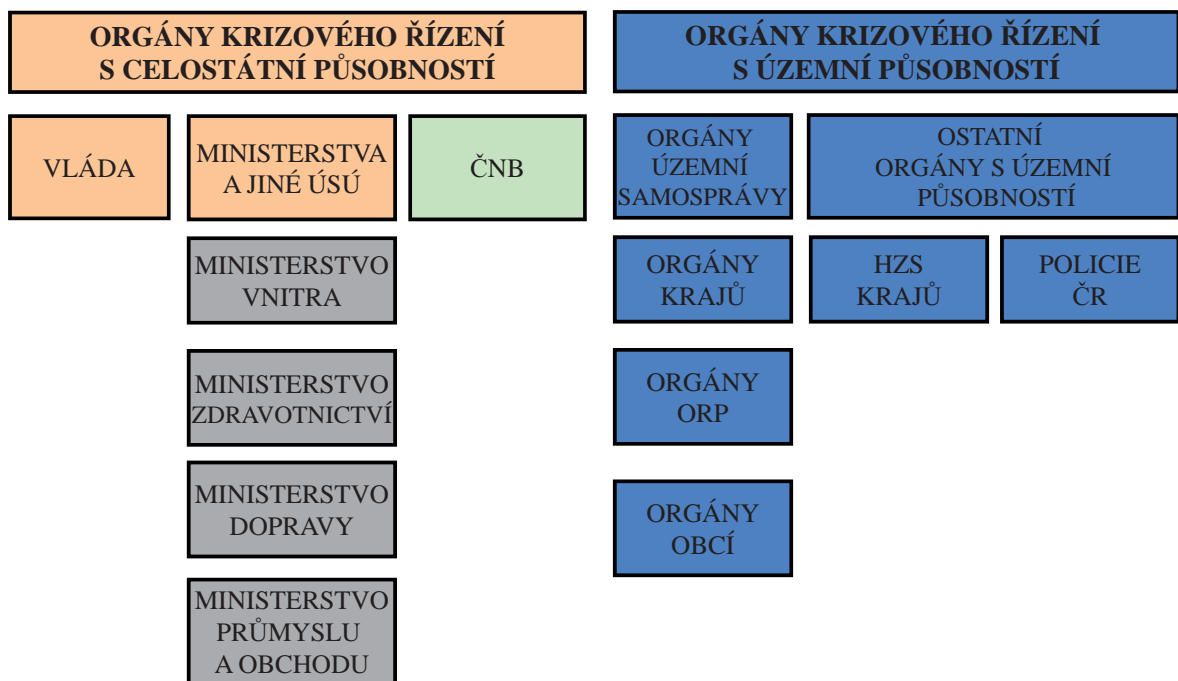 ORGÁNY KRIZOVÉHO ŘÍZENÍ
S CELOSTÁTNÍ PŮSOBNOSTÍ
ORGÁNY KRIZOVÉHO ŘÍZENÍ
S ÚZEMNÍ PŮSOBNOSTÍ
VLÁDA
MINISTERSTVA
A JINÉ ÚSÚ
ČNB
ORGÁNY
ÚZEMNÍ
SAMOSPRÁVY
OSTATNÍ
ORGÁNY S ÚZEMNÍ
PŮSOBNOSTÍ
MINISTERSTVO
VNITRA
ORGÁNY
KRAJŮ
HZS
KRAJŮ
POLICIE
ČR
MINISTERSTVO
ZDRAVOTNICTVÍ
ORGÁNY
ORP
MINISTERSTVO
DOPRAVY
ORGÁNY
OBCÍ
MINISTERSTVO
PRŮMYSLU
A OBCHODU